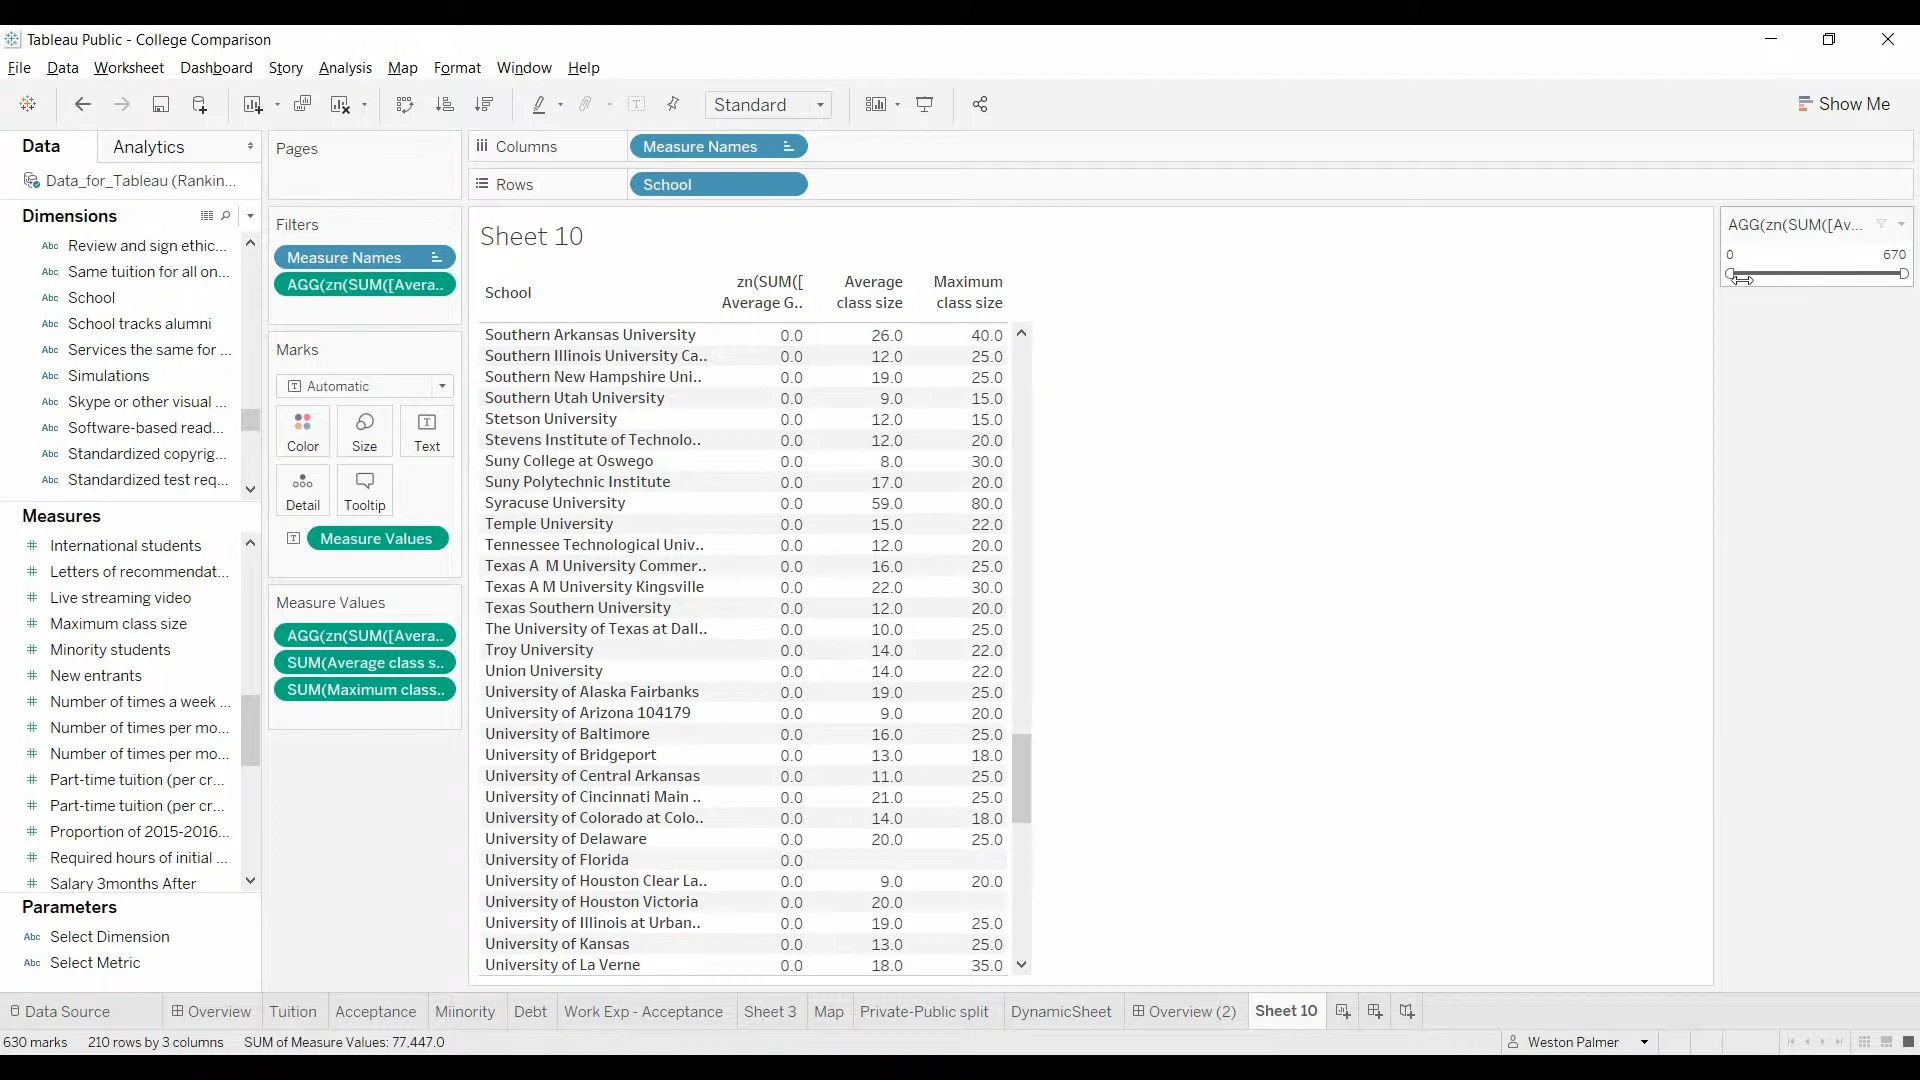 Tableau Public - College Comparison
File Data Worksheet Dashboard Story Analysis Map Format Window Help
Standard
Show Me
Data Analytics
Data_for_Tableau (Rankin...
Dimensions
Abc Review and sign ethic...
Abc Same tuition for all on...
Abc School
Abc School tracks alumni
Abc Services the same for ...
Abc Simulations
Abc Skype or other visual ...
Abc Software-based read...
Abc Standardized copyrig...
Abc Standardized test req...
Measures
# International students
# Letters of recommendat...
# Live streaming video
# Maximum class size
# Minority students
# New entrants
# Number of times a week ...
# Number of times per mo...
# Number of times per mo...
# Part-time tuition (per cr...
# Part-time tuition (per cr...
# Proportion of 2015-2016...
# Required hours of initial ...
# Salary 3months After
Parameters
Abc Select Dimension
Abc Select Metric
Pages
Filters
Measure Names
AGG(zn(SUM([Avera..
Marks
T Automatic
Color Size Text
Detail Tooltip
T Measure Values
Measure Values
AGG(zn(SUM([Avera..
SUM(Average class s..
SUM(Maximum class..
Columns Measure Names
Rows School
Sheet 10
School zn(SUM([ Average G.. Average class size Maximum class size
Southern Arkansas University 0.0 26.0 40.0
Southern Illinois University Ca.. 0.0 12.0 25.0
Southern New Hampshire Uni.. 0.0 19.0 25.0
Southern Utah University 0.0 9.0 15.0
Stetson University 0.0 12.0 15.0
Stevens Institute of Technolo.. 0.0 12.0 20.0
Suny College at Oswego 0.0 8.0 30.0
Suny Polytechnic Institute 0.0 17.0 20.0
Syracuse University 0.0 59.0 80.0
Temple University 0.0 15.0 22.0
Tennessee Technological Univ.. 0.0 12.0 20.0
Texas A  M University Commer.. 0.0 16.0 25.0
Texas A M University Kingsville 0.0 22.0 30.0
Texas Southern University 0.0 12.0 20.0
The University of Texas at Dall.. 0.0 10.0 25.0
Troy University 0.0 14.0 22.0
Union University 0.0 14.0 22.0
University of Alaska Fairbanks 0.0 19.0 25.0
University of Arizona 104179 0.0 9.0 20.0
University of Baltimore 0.0 16.0 25.0
University of Bridgeport 0.0 13.0 18.0
University of Central Arkansas 0.0 11.0 25.0
University of Cincinnati Main .. 0.0 21.0 25.0
University of Colorado at Colo.. 0.0 14.0 18.0
University of Delaware 0.0 20.0 25.0
University of Florida 0.0
University of Houston Clear La.. 0.0 9.0 20.0
University of Houston Victoria 0.0 20.0
University of Illinois at Urban.. 0.0 19.0 25.0
University of Kansas 0.0 13.0 25.0
University of La Verne 0.0 18.0 35.0
AGG(zn(SUM([Av...
0 670
Data Source Overview Tuition Acceptance Miinority Debt Work Exp - Acceptance Sheet 3 Map Private-Public split DynamicSheet Overview (2) Sheet 10
630 marks 210 rows by 3 columns SUM of Measure Values: 77,447.0 Weston Palmer